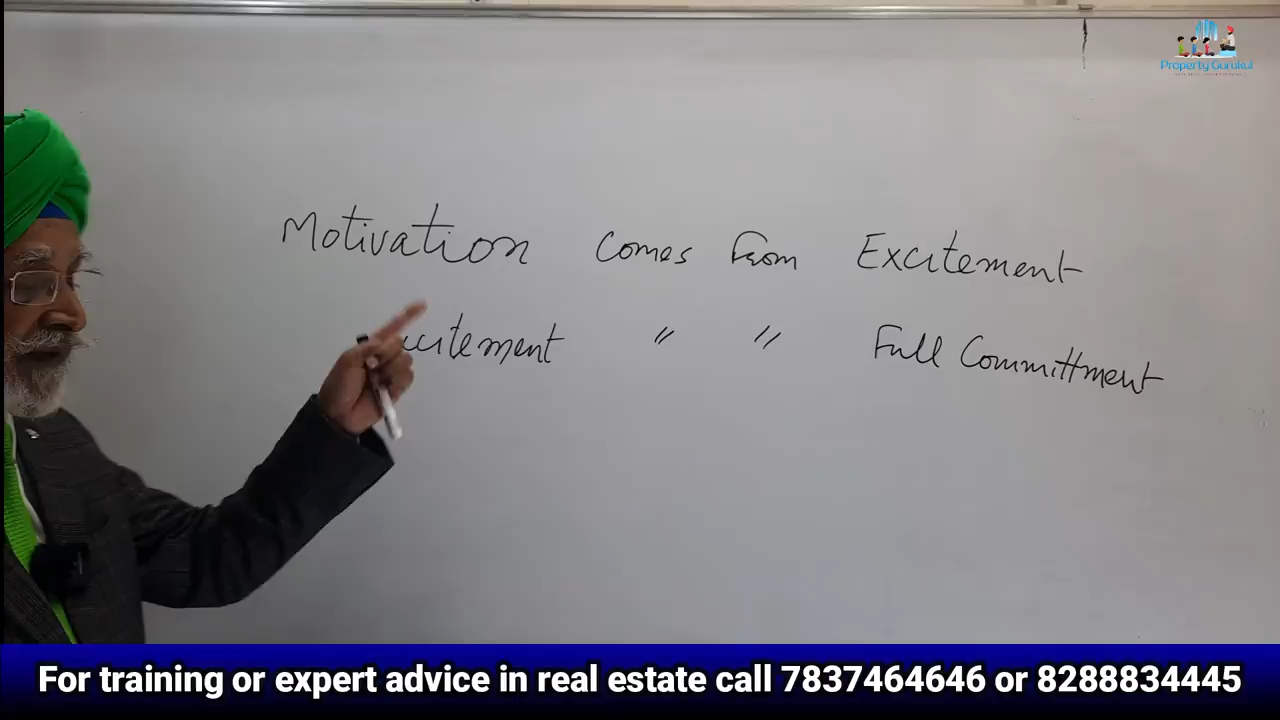 Property Gurukul
Motivation comes From Excitement
citement " " Full Committment
For training or expert advice in real estate call 7837464646 or 8288834445